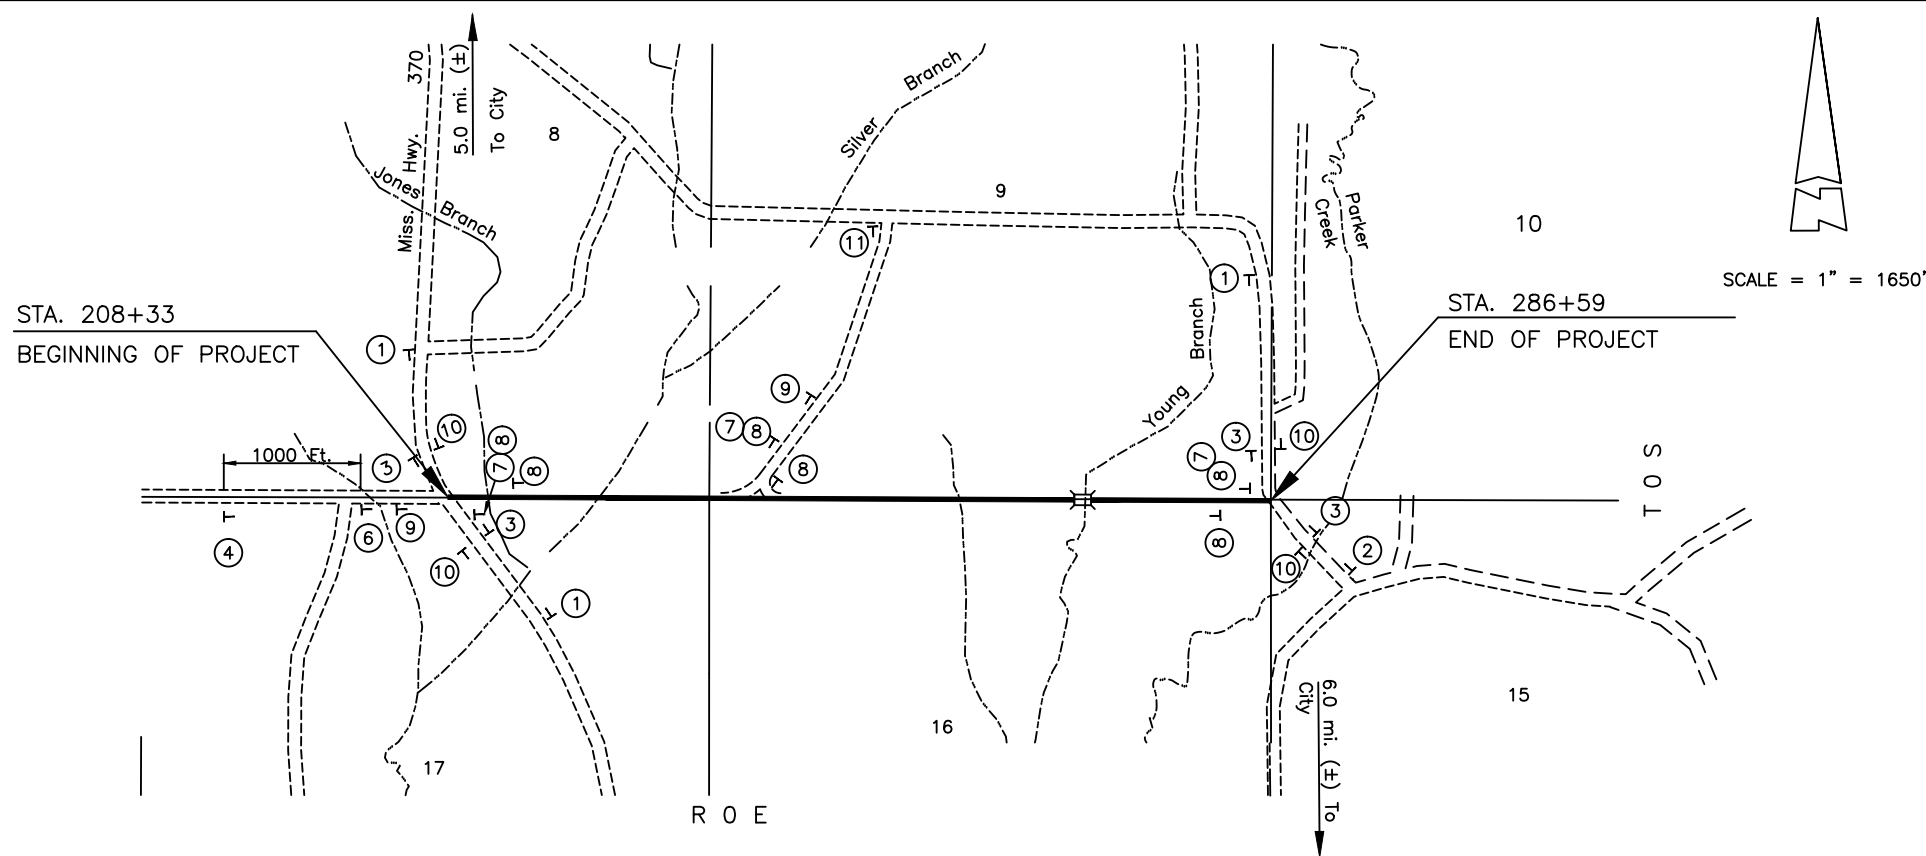 370
Hwy.
Miss.
5.0 mi. (±)
To City
8
Jones
Branch
Silver
Branch
9
11
Parker
Creek
10
SCALE = 1" = 1650'
STA. 208+33
BEGINNING OF PROJECT
STA. 286+59
END OF PROJECT
1
1
Branch
Young
9
7
8
8
10
3
8
7
8
1000 Ft.
3
10
7
8
4
6
9
3
10
1
8
3
2
10
T O S
6.0 mi. (±) To
City
15
16
17
R O E